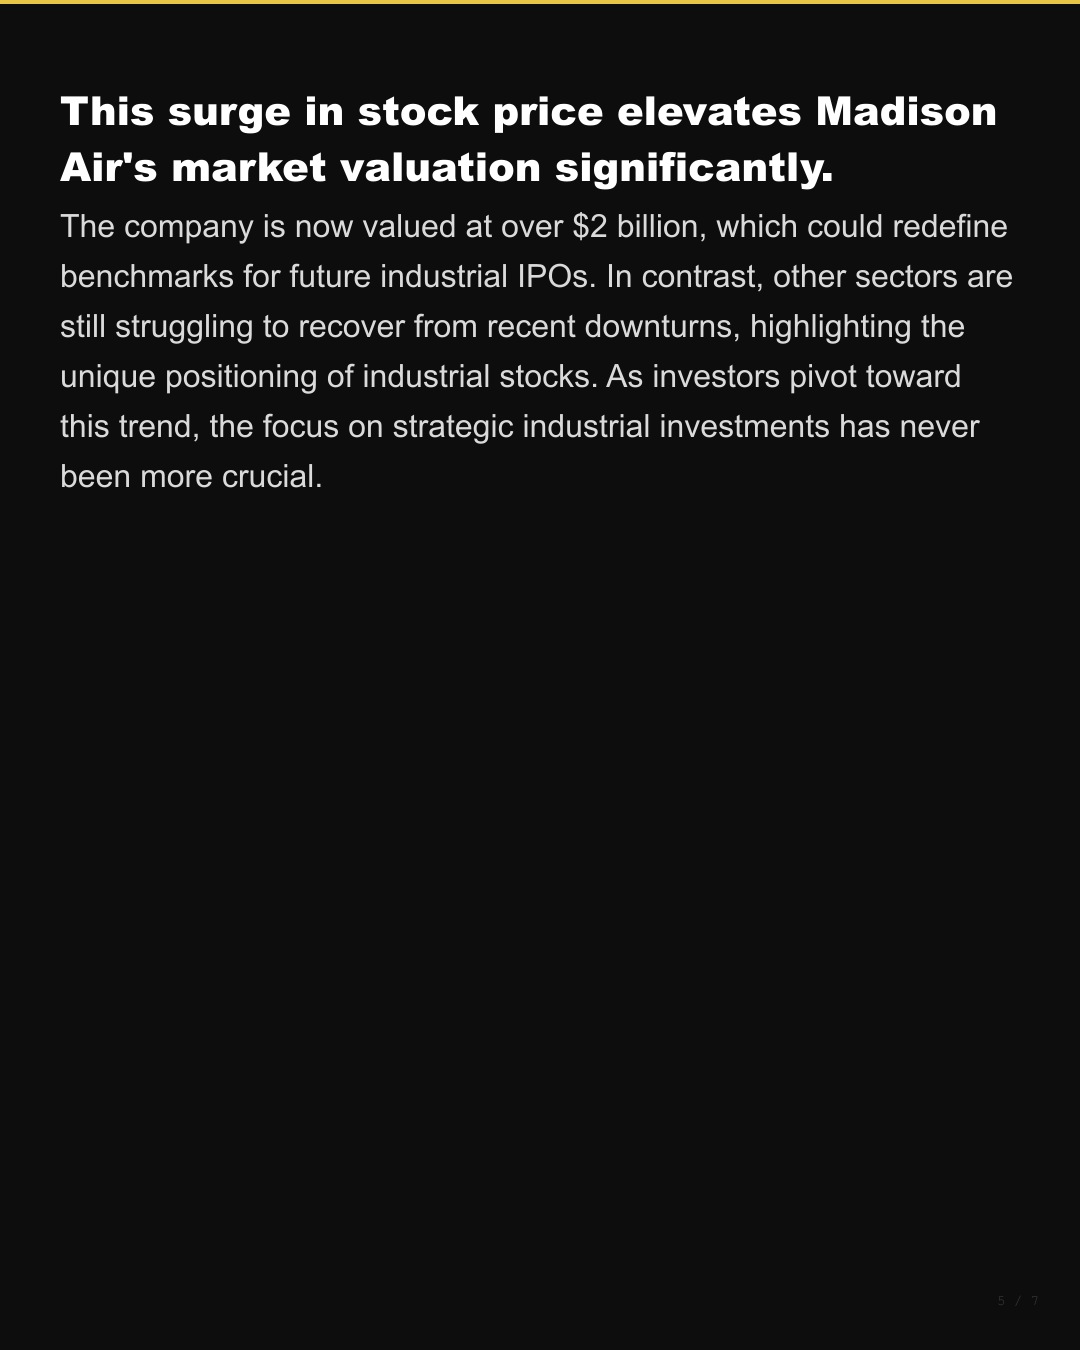 This surge in stock price elevates Madison
Air's market valuation significantly.
The company is now valued at over $2 billion, which could redefine
benchmarks for future industrial IPOs. In contrast, other sectors are
still struggling to recover from recent downturns, highlighting the
unique positioning of industrial stocks. As investors pivot toward
this trend, the focus on strategic industrial investments has never
been more crucial.
5 / 7